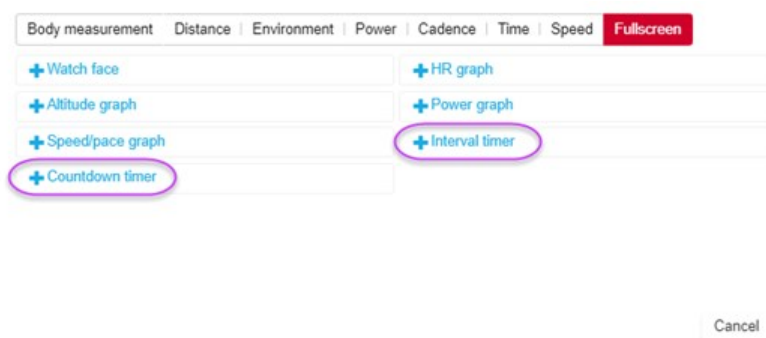 Body measurement Distance Environment Power Cadence Time Speed Fullscreen
Watch face HR graph
Altitude graph Power graph
Speed/pace graph Interval timer
Countdown timer
Cancel